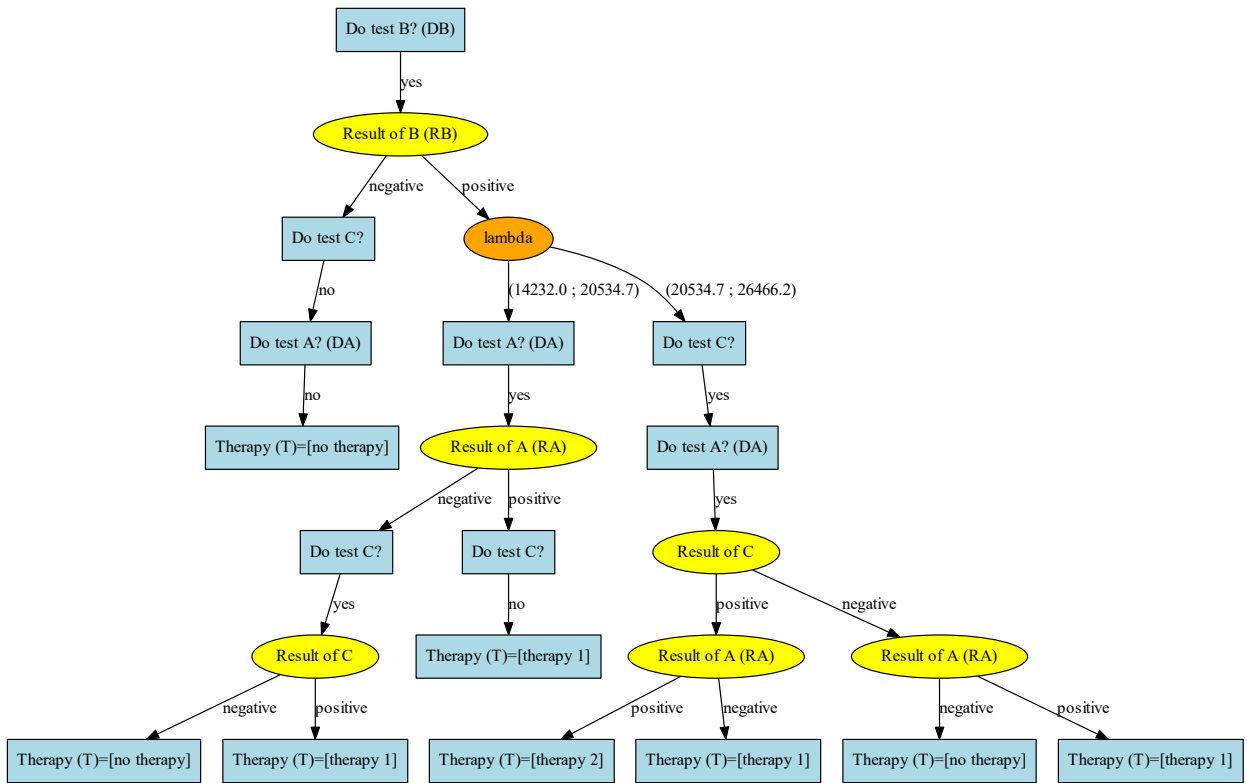 Do test B? (DB)
yes
Result of B (RB)
negative
positive
Do test C?
lambda
no
(14232.0 ; 20534.7)
(20534.7 ; 26466.2)
Do test A? (DA)
Do test A? (DA)
Do test C?
no
yes
yes
Therapy (T)=[no therapy]
Result of A (RA)
Do test A? (DA)
negative
positive
yes
Do test C?
Do test C?
Result of C
yes
no
positive
negative
Result of C
Therapy (T)=[therapy 1]
Result of A (RA)
Result of A (RA)
negative
positive
positive
negative
negative
positive
Therapy (T)=[no therapy]
Therapy (T)=[therapy 1]
Therapy (T)=[therapy 2]
Therapy (T)=[therapy 1]
Therapy (T)=[no therapy]
Therapy (T)=[therapy 1]